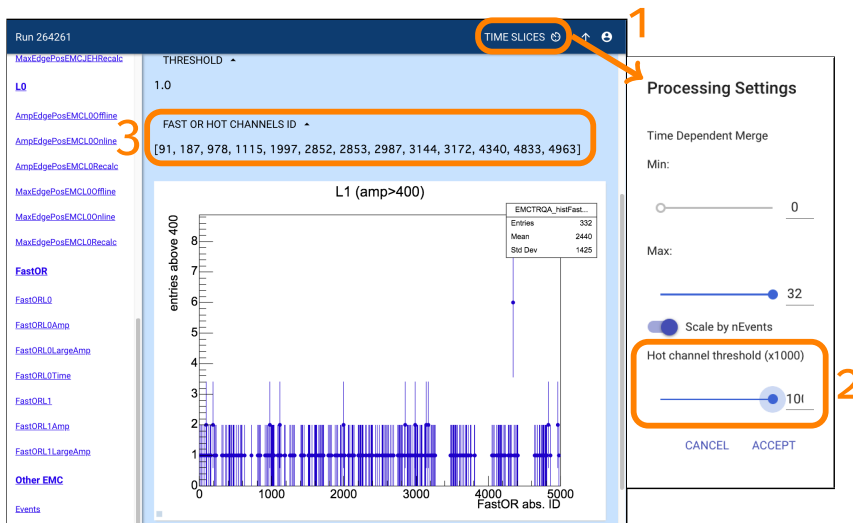 1
Run 264261
TIME SLICES
MaxEdgePosEMCJEHRecalc
L0
AmpEdgePosEMCL0Offline
AmpEdgePosEMCL0Online
AmpEdgePosEMCL0Recalc
MaxEdgePosEMCL0Offline
MaxEdgePosEMCL0Online
MaxEdgePosEMCL0Recalc
FastOR
FastORL0
FastORL0Amp
FastORL0LargeAmp
FastORL0Time
FastORL1
FastORL1Amp
FastORL1LargeAmp
Other EMC
Events
THRESHOLD
1.0
3
FAST OR HOT CHANNELS ID
[91, 187, 978, 1115, 1997, 2852, 2853, 2987, 3144, 3172, 4340, 4833, 4963]
L1 (amp>400)
EMCTRQA_histFast...
Entries 332
Mean 2440
Std Dev 1425
entries above 400
8
7
6
5
4
3
2
1
0
0 1000 2000 3000 4000 5000
FastOR abs. ID
Processing Settings
Time Dependent Merge
Min:
0
Max:
32
Scale by nEvents
Hot channel threshold (x1000)
2
CANCEL ACCEPT